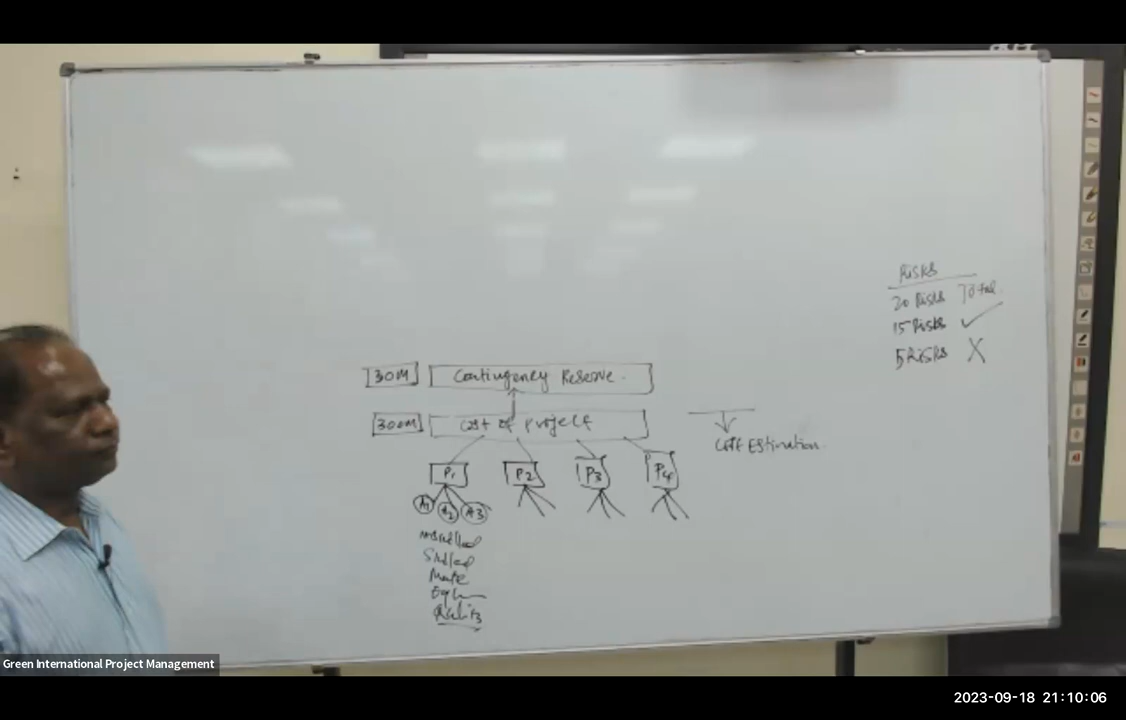 Risks
20 Risks Total
15 Risks ✓
5 Risks X
30M Contingency Reserve.
300M Cost of Project
Cost Estimation
P1 P2 P3 P4
A1 A2 A3
Skilled
Mate
Quality
Green International Project Management
2023-09-18 21:10:06